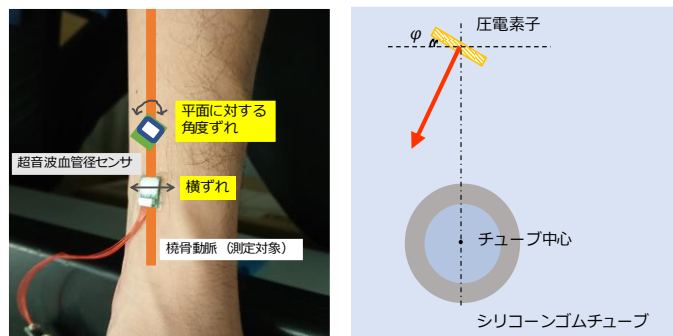 平面に対する
角度ずれ
超音波血管径センサ
横ずれ
橈骨動脈（測定対象）
圧電素子
φ
チューブ中心
シリコーンゴムチューブ